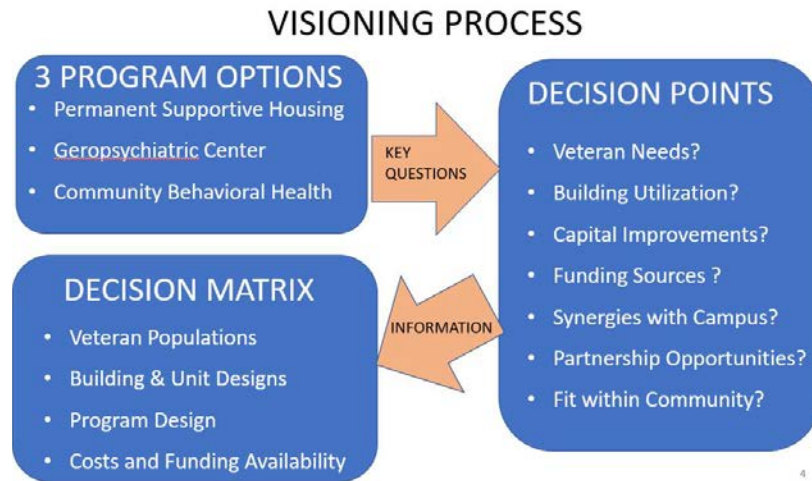 VISIONING PROCESS
3 PROGRAM OPTIONS
• Permanent Supportive Housing
• Geropsychiatric Center
• Community Behavioral Health
KEY
QUESTIONS
DECISION POINTS
• Veteran Needs?
• Building Utilization?
• Capital Improvements?
• Funding Sources ?
• Synergies with Campus?
• Partnership Opportunities?
• Fit within Community?
INFORMATION
DECISION MATRIX
• Veteran Populations
• Building & Unit Designs
• Program Design
• Costs and Funding Availability
4